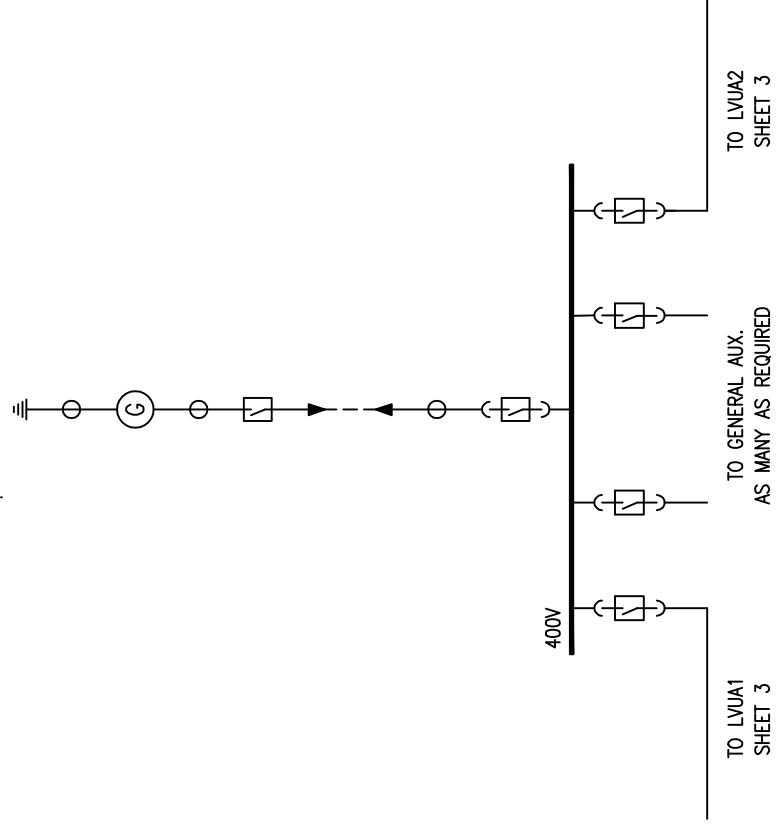 G
400V
TO LVUA1
SHEET 3
TO GENERAL AUX.
AS MANY AS REQUIRED
TO LVUA2
SHEET 3